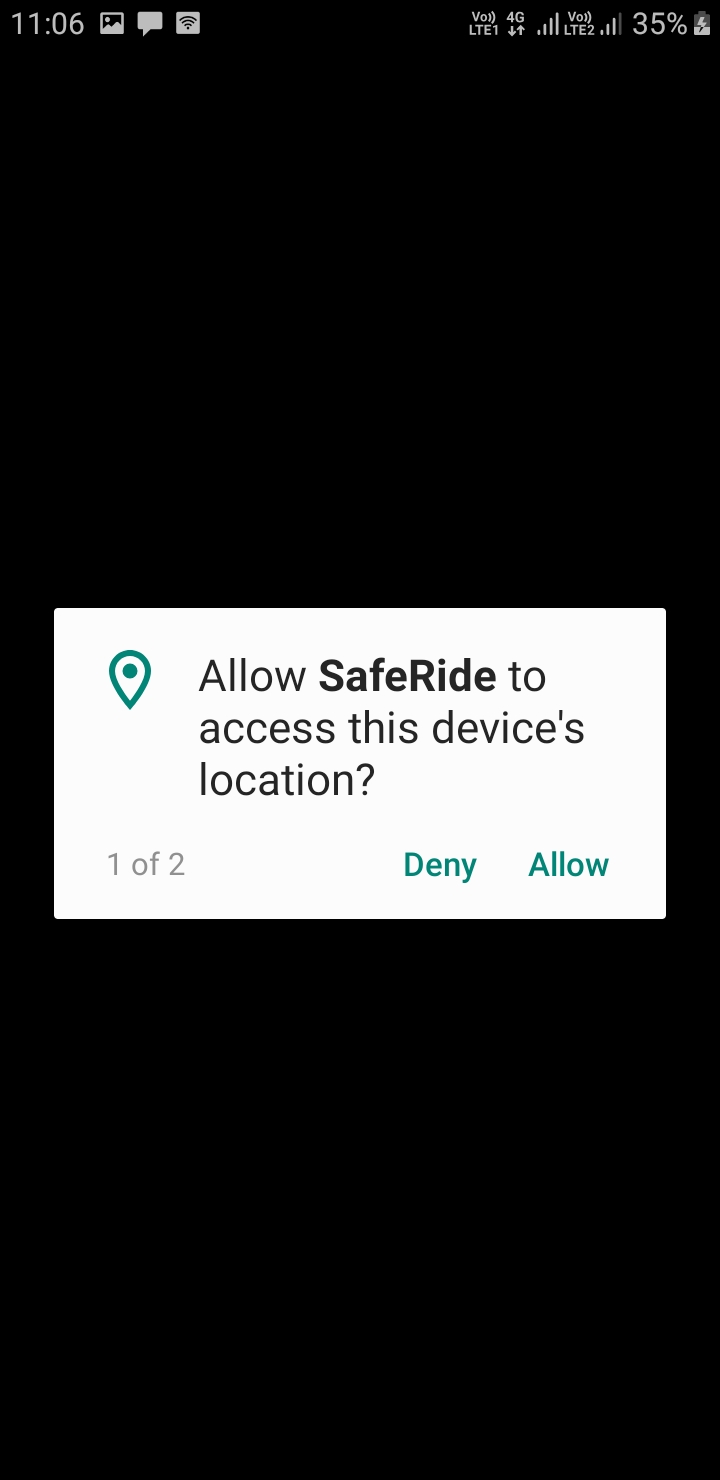 11:06 Vo)) LTE1 4G Vo)) LTE2 35%
Allow SafeRide to
access this device's
location?
1 of 2 Deny Allow